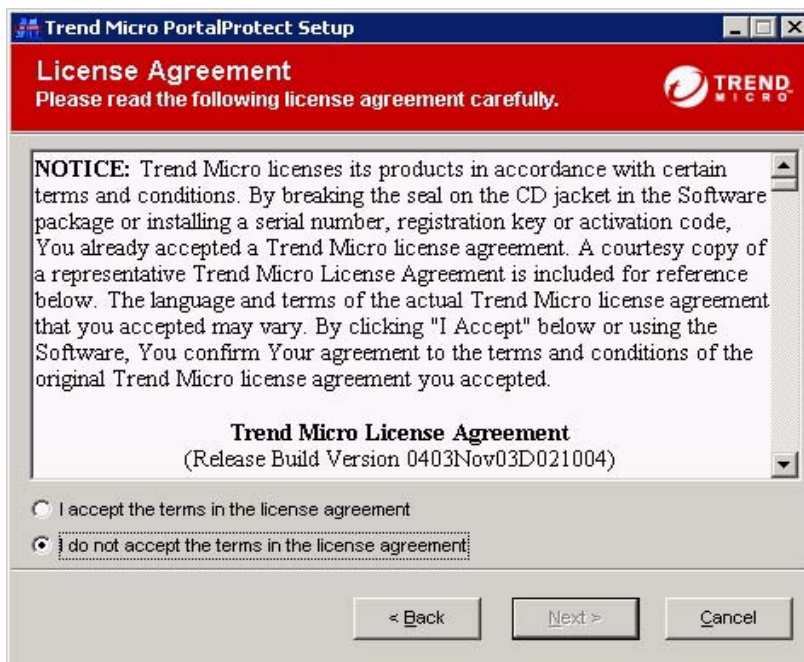 Trend Micro PortalProtect Setup
License Agreement
Please read the following license agreement carefully.
TREND
MICRO
NOTICE: Trend Micro licenses its products in accordance with certain
terms and conditions. By breaking the seal on the CD jacket in the Software
package or installing a serial number, registration key or activation code,
You already accepted a Trend Micro license agreement. A courtesy copy of
a representative Trend Micro License Agreement is included for reference
below. The language and terms of the actual Trend Micro license agreement
that you accepted may vary. By clicking "I Accept" below or using the
Software, You confirm Your agreement to the terms and conditions of the
original Trend Micro license agreement you accepted.
Trend Micro License Agreement
(Release Build Version 0403Nov03D021004)
I accept the terms in the license agreement
I do not accept the terms in the license agreement
< Back
Next >
Cancel